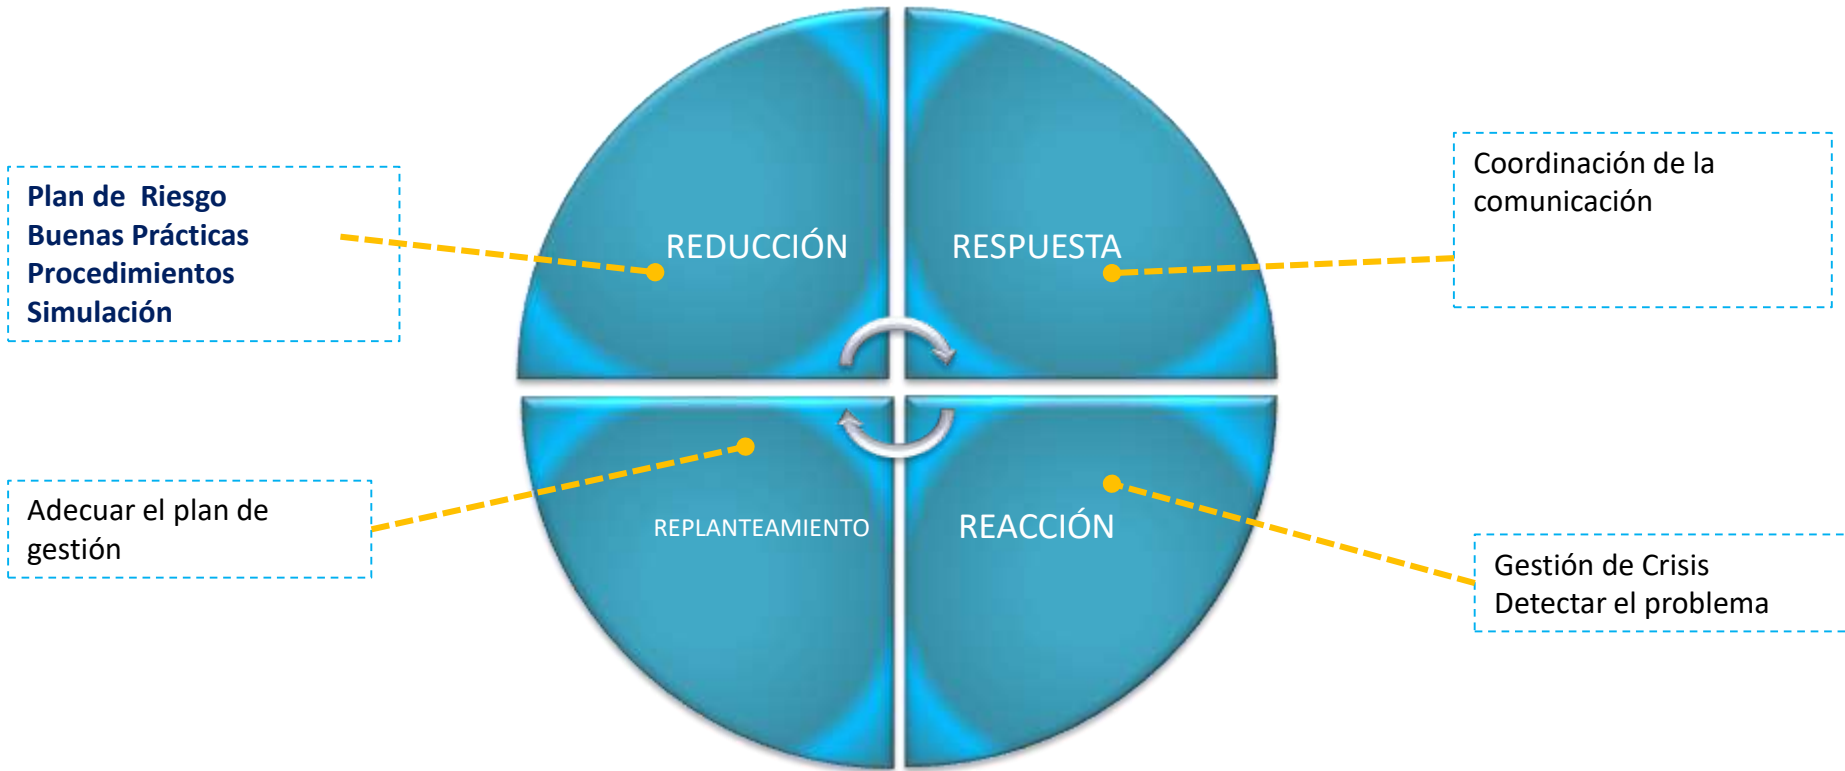 Plan de Riesgo
Buenas Prácticas
Procedimientos
Simulación
REDUCCIÓN
RESPUESTA
Coordinación de la
comunicación
Adecuar el plan de
gestión
REPLANTEAMIENTO
REACCIÓN
Gestión de Crisis
Detectar el problema